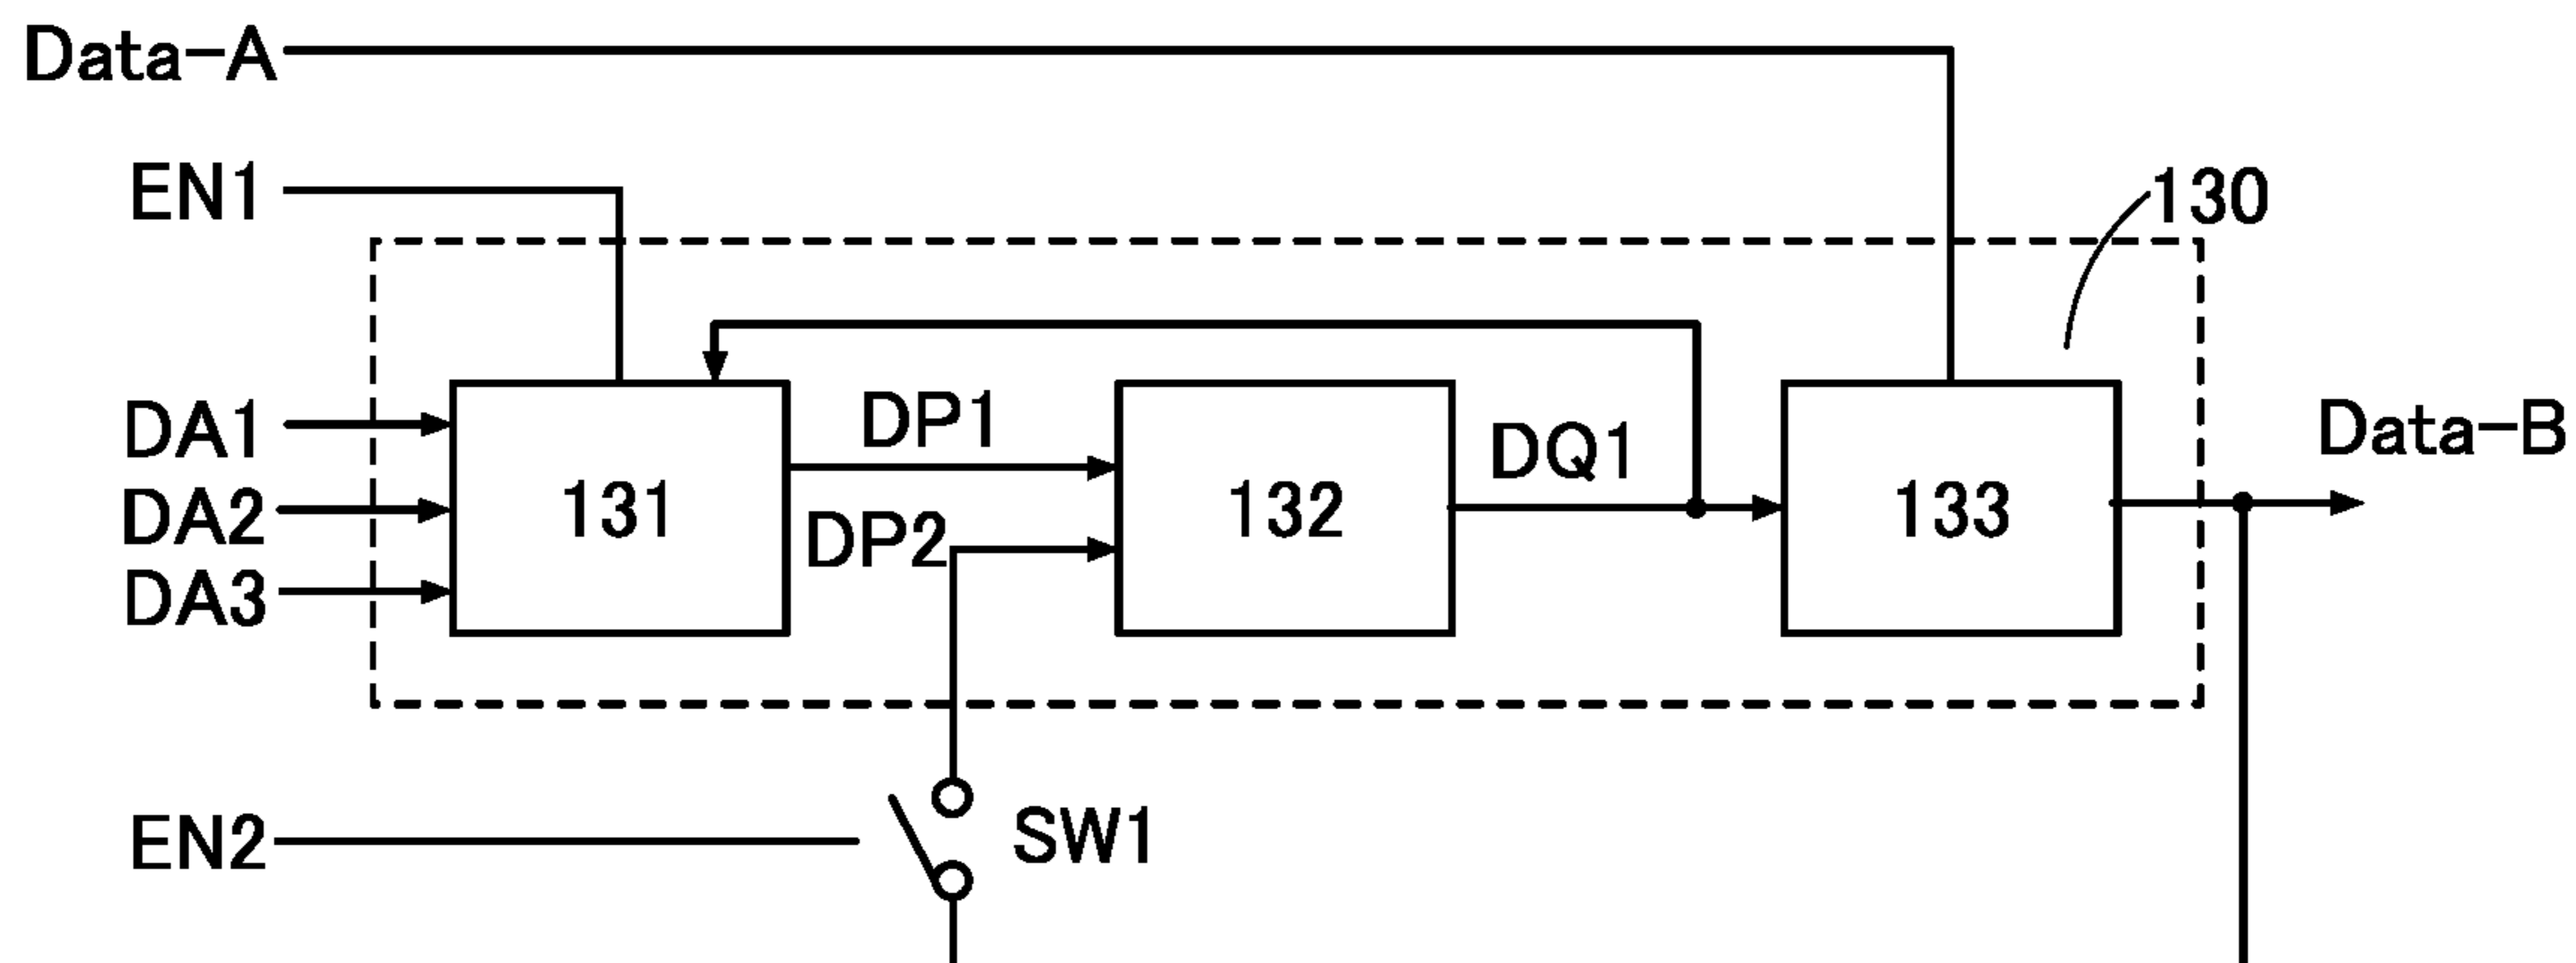 Data-A
EN1
130
DA1
DP1
DQ1
Data-B
DA2
131
132
133
DP2
DA3
EN2
SW1